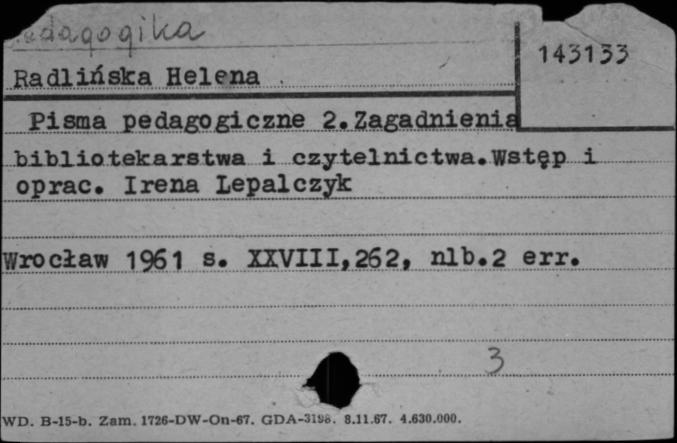 Pedagogika
143133
Radlińska Helena
Pisma pedagogiczne 2.Zagadnienia
bibliotekarstwa i czytelnictwa.Wstęp i
oprac. Irena Lepalczyk
Wrocław 1961 s. XXVIII,262, nlb.2 err.
3
WD. B-15-b. Zam. 1726-DW-On-67. GDA-3198. 8.11.67. 4.630.000.